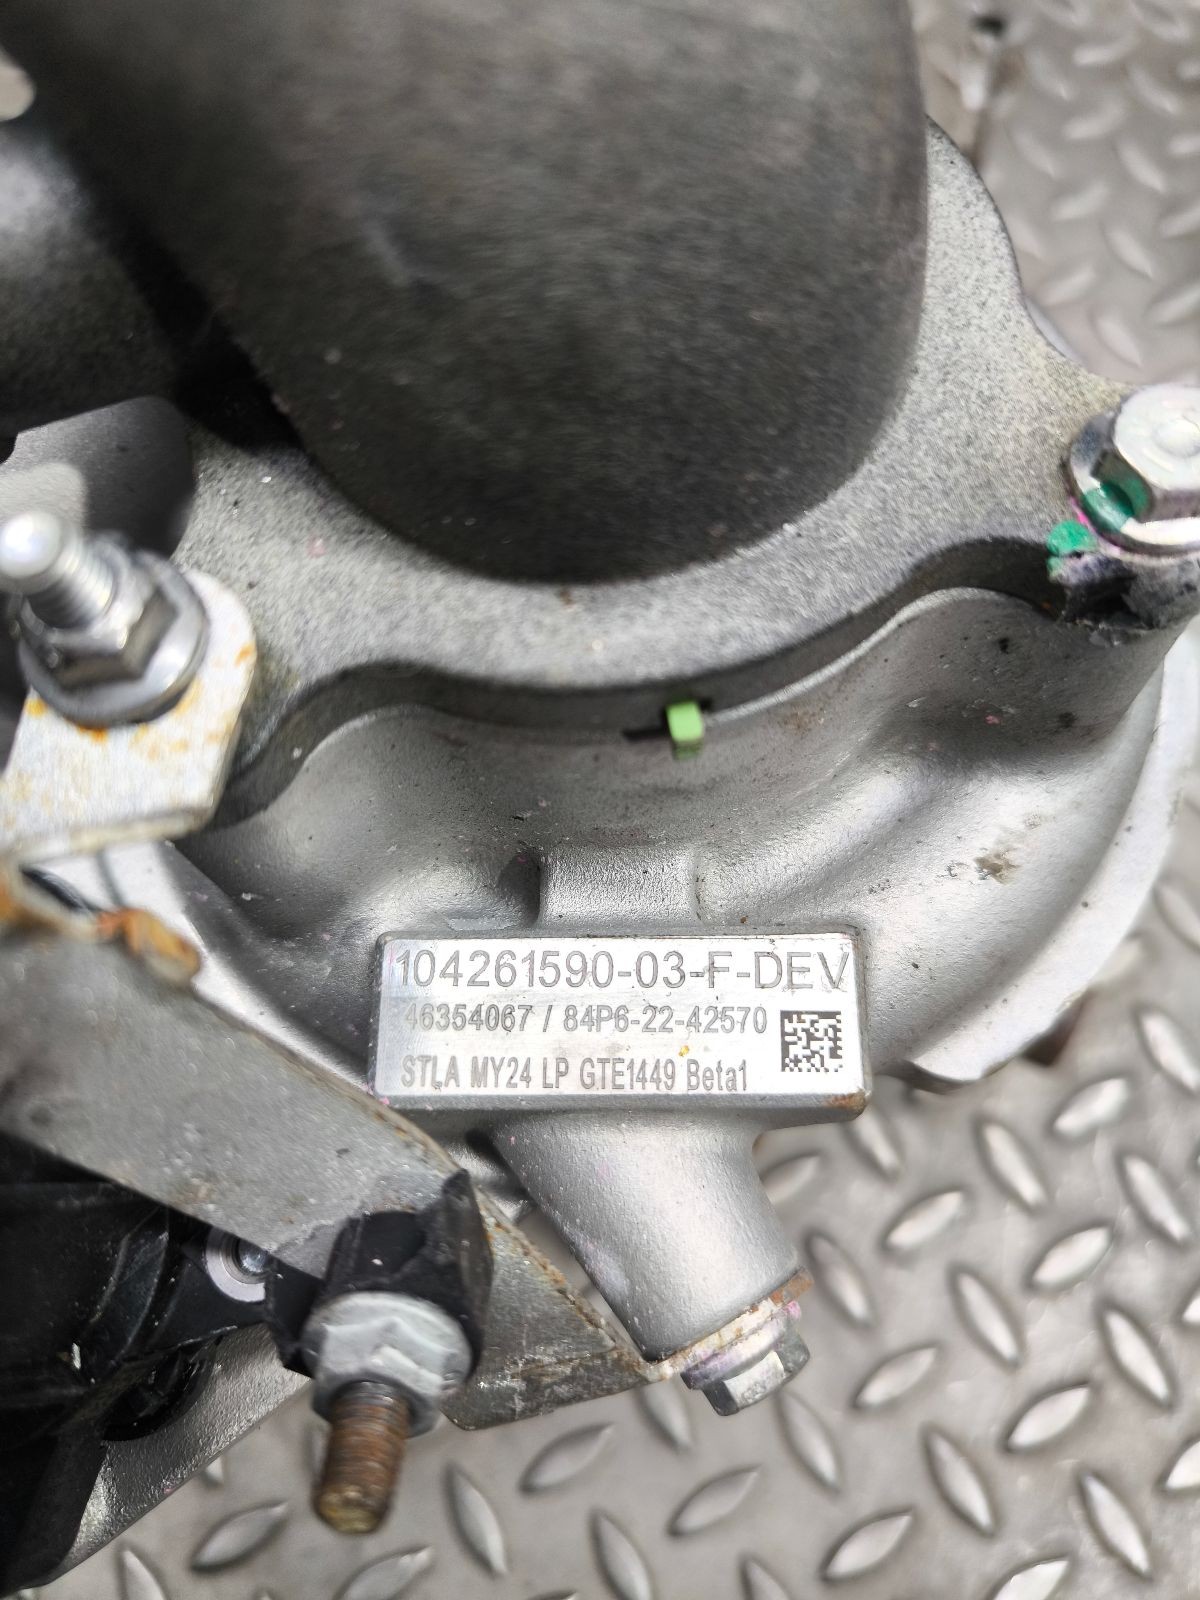 104261590-03-F-DEV
46354067 / 84P6-22-42570
STLA MY24 LP GTE1449 Beta1